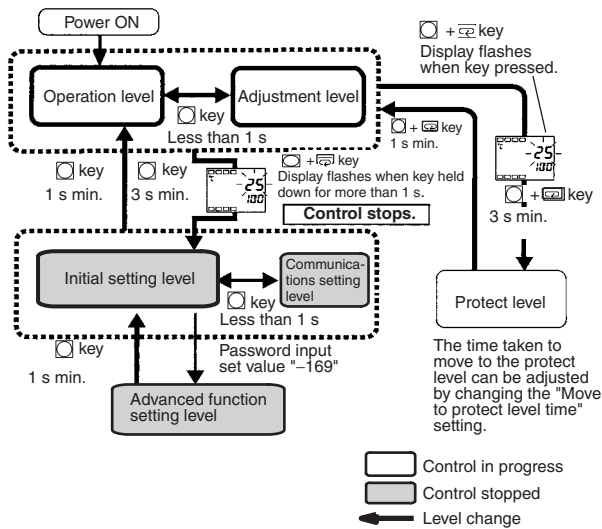 Power ON
+ key
Display flashes
when key pressed.
Operation level
Adjustment level
key
Less than 1 s
+ key
1 s min.
key
1 s min.
key
3 s min.
+ key
Display flashes when key held
down for more than 1 s.
25
100
25
100
Control stops.
+ key
3 s min.
Initial setting level
Communica-
tions setting
level
key
Less than 1 s
Protect level
key
1 s min.
Password input
set value "–169"
The time taken to
move to the protect
level can be adjusted
by changing the "Move
to protect level time"
setting.
Advanced function
setting level
Control in progress
Control stopped
Level change